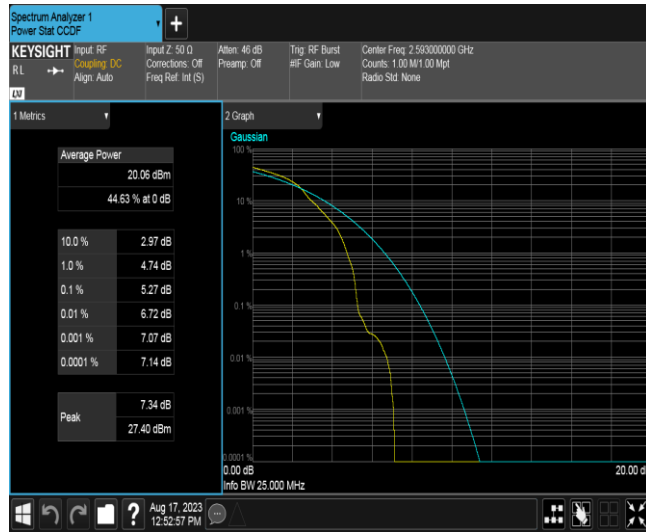 Spectrum Analyzer 1
Power Stat CCDF
+
KEYSIGHT
RL
LXI
Input: RF
Coupling: DC
Align: Auto
Input Z: 50 Ω
Corrections: Off
Freq Ref: Int (S)
Atten: 46 dB
Preamp: Off
Trig: RF Burst
#IF Gain: Low
Center Freq: 2.593000000 GHz
Counts: 1.00 M/1.00 Mpt
Radio Std: None
1 Metrics
Average Power
20.06 dBm
44.63 % at 0 dB
10.0 % 2.97 dB
1.0 % 4.74 dB
0.1 % 5.27 dB
0.01 % 6.72 dB
0.001 % 7.07 dB
0.0001 % 7.14 dB
Peak
7.34 dB
27.40 dBm
2 Graph
Gaussian
100 %
10 %
1 %
0.1 %
0.01 %
0.001 %
0.0001 %
0.00 dB
20.00 d
Info BW 25.000 MHz
?
Aug 17, 2023
12:52:57 PM